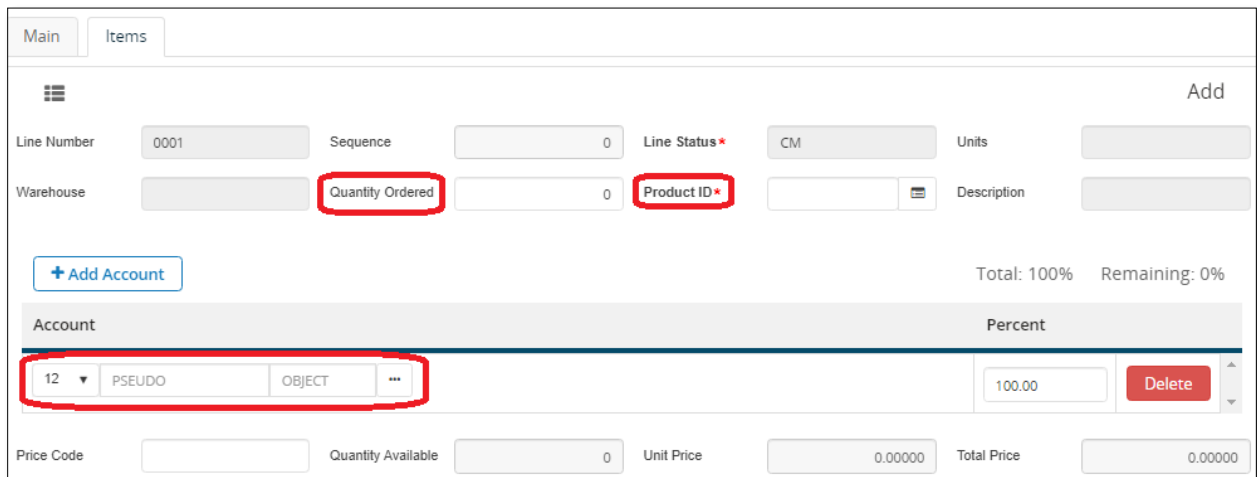 Main Items
Add
Line Number 0001 Sequence 0 Line Status* CM Units
Warehouse Quantity Ordered 0 Product ID* Description
+ Add Account Total: 100% Remaining: 0%
Account Percent
12 PSEUDO OBJECT ... 100.00 Delete
Price Code Quantity Available 0 Unit Price 0.00000 Total Price 0.00000